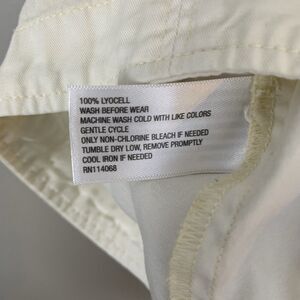 100% LYOCELL
WASH BEFORE WEAR
MACHINE WASH COLD WITH LIKE COLORS
GENTLE CYCLE
ONLY NON-CHLORINE BLEACH IF NEEDED
TUMBLE DRY LOW, REMOVE PROMPTLY
COOL IRON IF NEEDED
RN114068